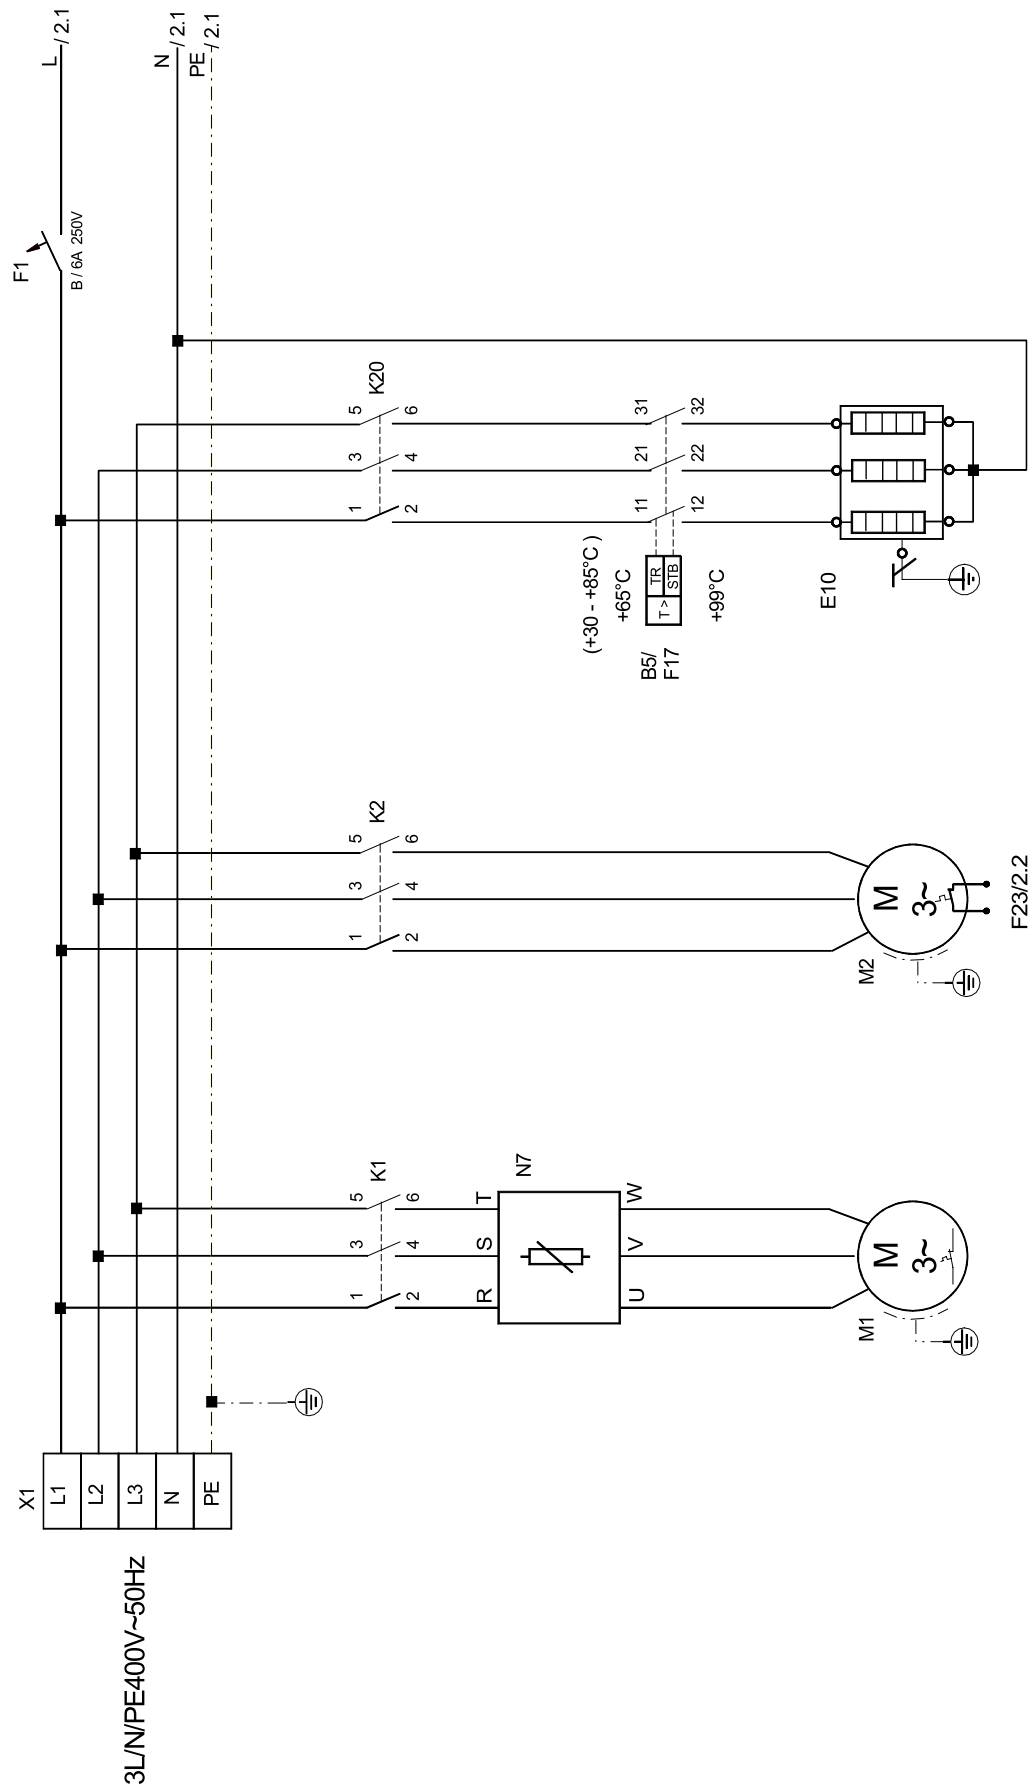 3L/N/PE400V~50Hz
X1
L1
L2
L3
N
PE
F1
B / 6A 250V
L
/ 2.1
N
/ 2.1
PE
/ 2.1
1
3
5
K1
2
4
6
R
S
T
N7
U
V
W
M1
M
3~
1
3
5
K2
2
4
6
M2
M
3~
F23/2.2
1
3
5
K20
2
4
6
(+30 - +85°C )
+65°C
B5/
F17
T >
TR
STB
+99°C
11
21
31
12
22
32
E10